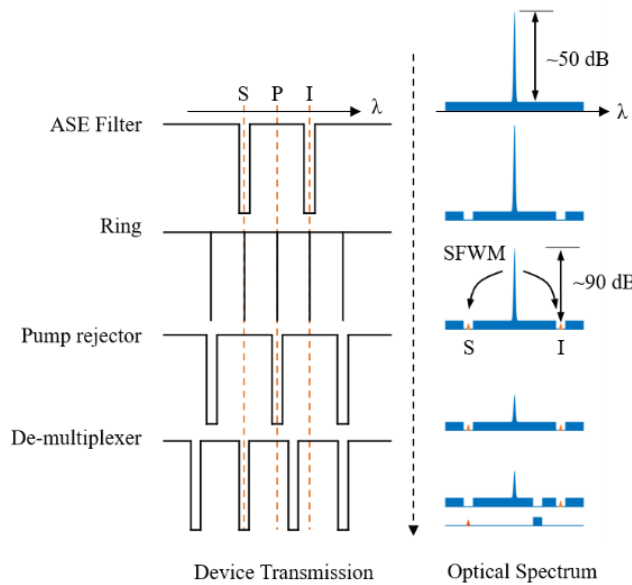 S P I
λ
ASE Filter
Ring
Pump rejector
De-multiplexer
Device Transmission
~50 dB
λ
SFWM
~90 dB
S I
Optical Spectrum